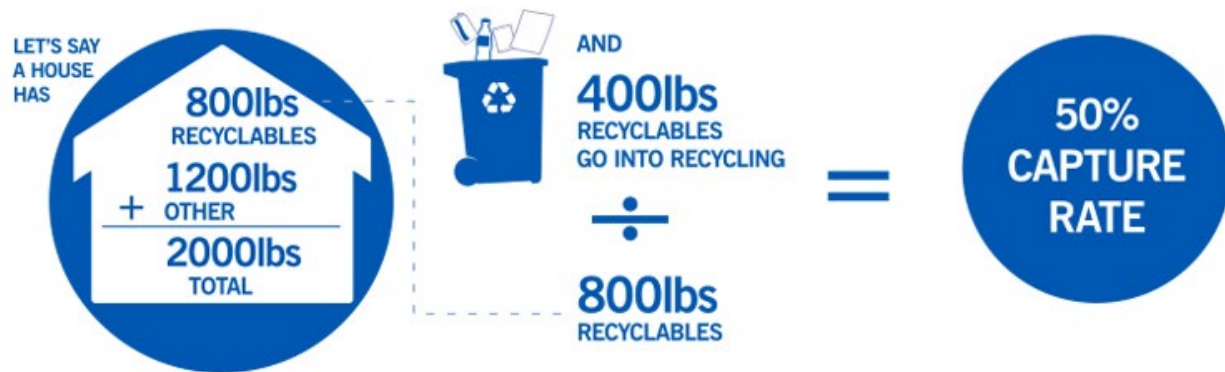 LET'S SAY
A HOUSE
HAS
800lbs
RECYCLABLES
+ 1200lbs
OTHER
2000lbs
TOTAL
AND
400lbs
RECYCLABLES
GO INTO RECYCLING
÷
800lbs
RECYCLABLES
=
50%
CAPTURE
RATE